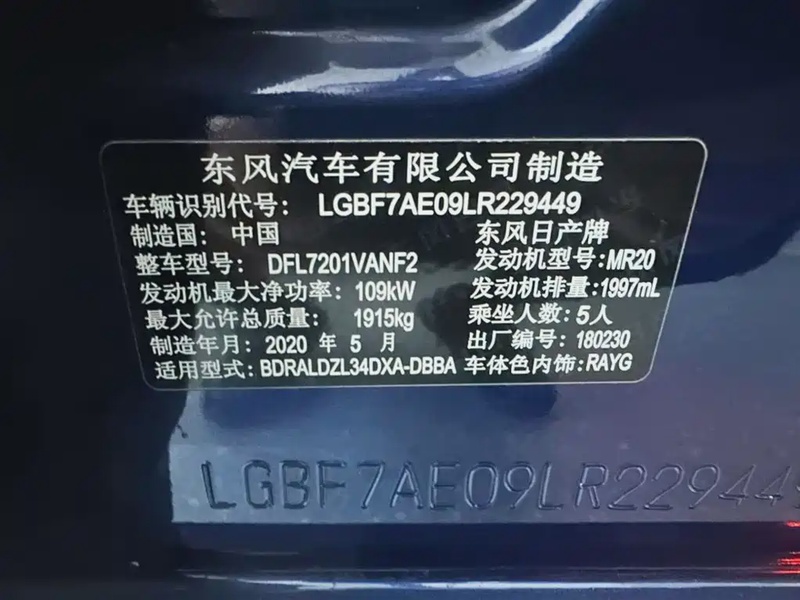 东风汽车有限公司制造
车辆识别代号: LGBF7AE09LR229449
制造国: 中国 东风日产牌
整车型号: DFL7201VANF2 发动机型号:MR20
发动机最大净功率: 109kW 发动机排量:1997mL
最大允许总质量: 1915kg 乘坐人数:5人
制造年月: 2020 年 5 月 出厂编号: 180230
适用型式: BDRALDZL34DXA-DBBA 车体色内饰:RAYG
LGBF7AE09LR229449